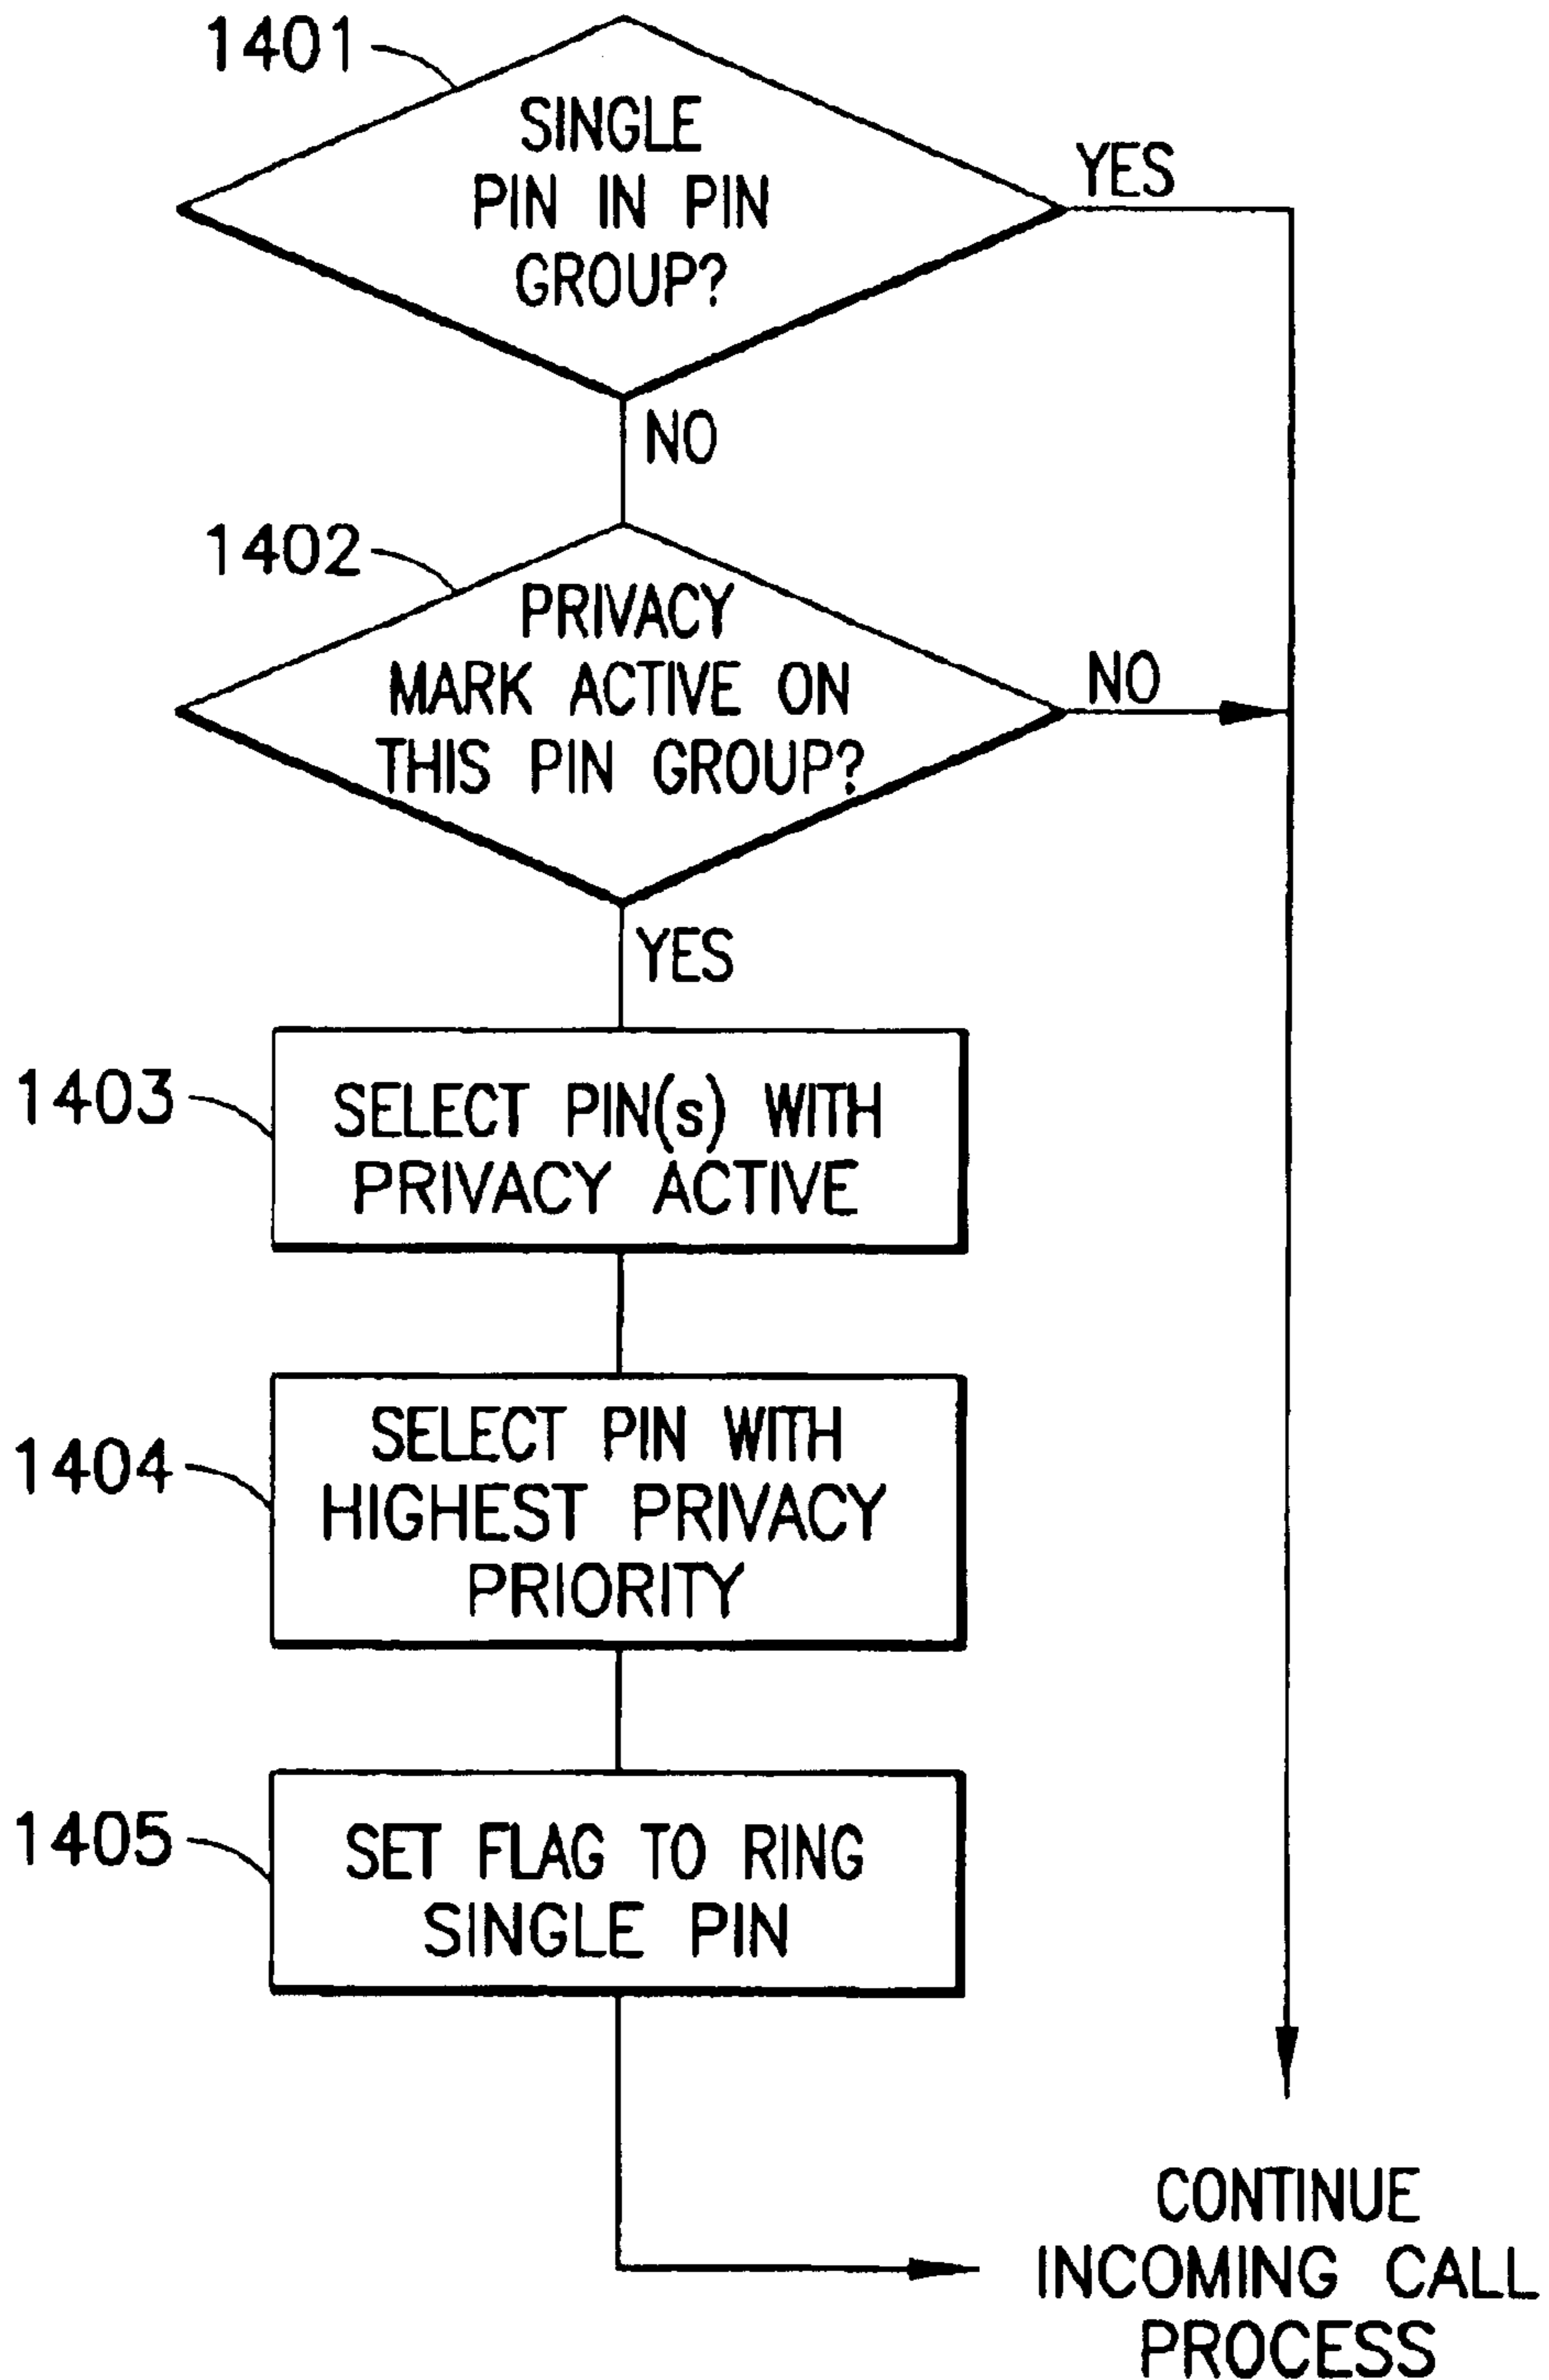 1401
SINGLE
PIN IN PIN
GROUP?
YES
NO
1402
PRIVACY
MARK ACTIVE ON
THIS PIN GROUP?
NO
YES
1403
SELECT PIN(s) WITH
PRIVACY ACTIVE
1404
SELECT PIN WITH
HIGHEST PRIVACY
PRIORITY
1405
SET FLAG TO RING
SINGLE PIN
CONTINUE
INCOMING CALL
PROCESS